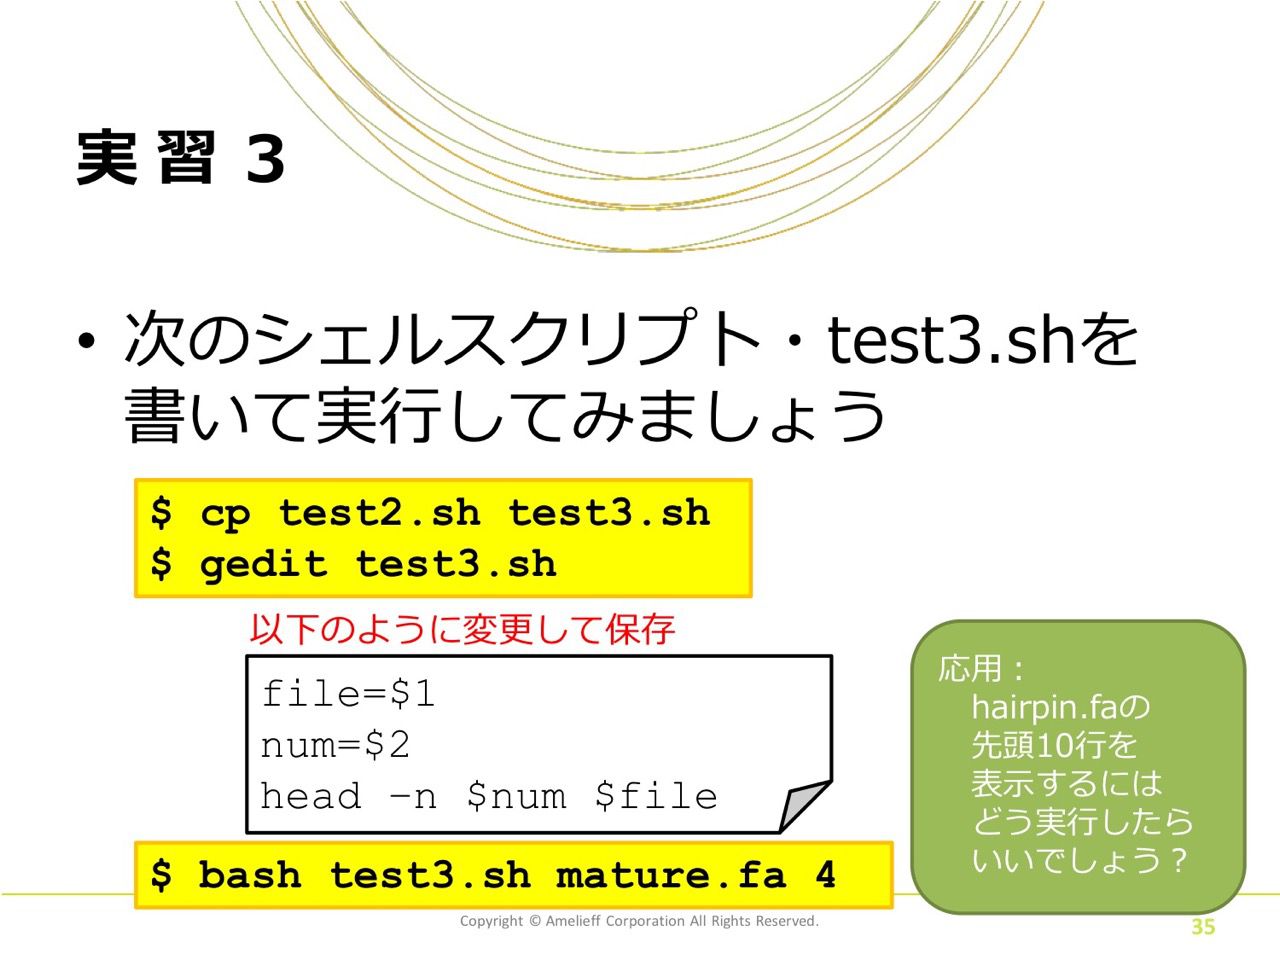 実習3
• 次のシェルスクリプト・test3.shを
書いて実行してみましょう
$ cp test2.sh test3.sh
$ gedit test3.sh
以下のように変更して保存
file=$1
num=$2
head –n $num $file
$ bash test3.sh mature.fa 4
応用：
hairpin.faの
先頭10行を
表示するには
どう実行したら
いいでしょう？
Copyright © Amelieff Corporation All Rights Reserved.
35